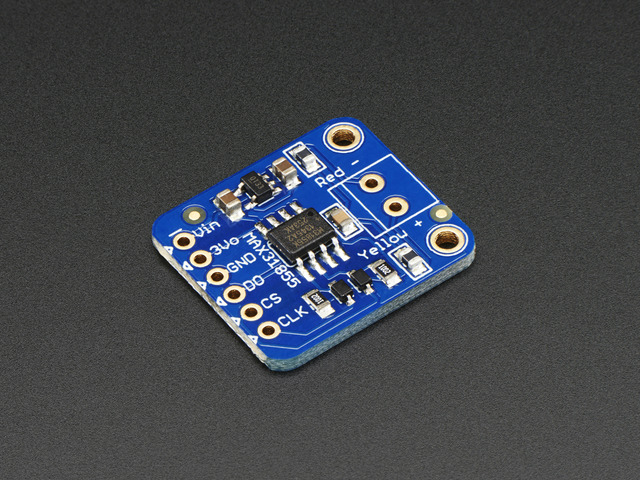 Red -
+
Yellow
MAX31855
Vin
3Vo
GND
DO
CS
CLK